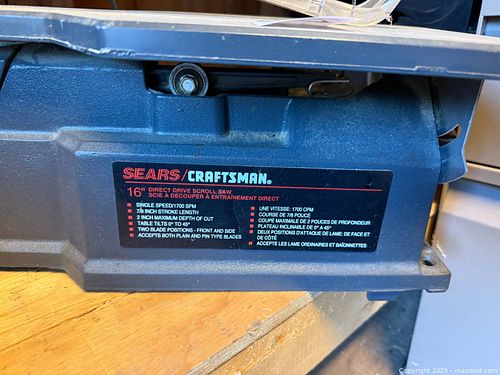 SEARS/CRAFTSMAN®
16" DIRECT DRIVE SCROLL SAW
SCIE À DÉCOUPER À ENTRAINEMENT DIRECT
SINGLE SPEED/1700 SPM
7/8 INCH STROKE LENGTH
2 INCH MAXIMUM DEPTH OF CUT
TABLE TILTS 0° TO 45°
TWO BLADE POSITIONS - FRONT AND SIDE
ACCEPTS BOTH PLAIN AND PIN TYPE BLADES
UNE VITESSE: 1700 CPM
COURSE DE 7/8 POUCE
COUPE MAXIMALE DE 2 POUCES DE PROFONDEUR
PLATEAU INCLINABLE DE 0° A 45°
DEUX POSITIONS D'ATTAQUE DE LAME: DE FACE ET
DE CÔTÉ
ACCEPTE LES LAME ORDINAIRES ET BAÏONNETTES
Copyright 2025 - maxsold.com